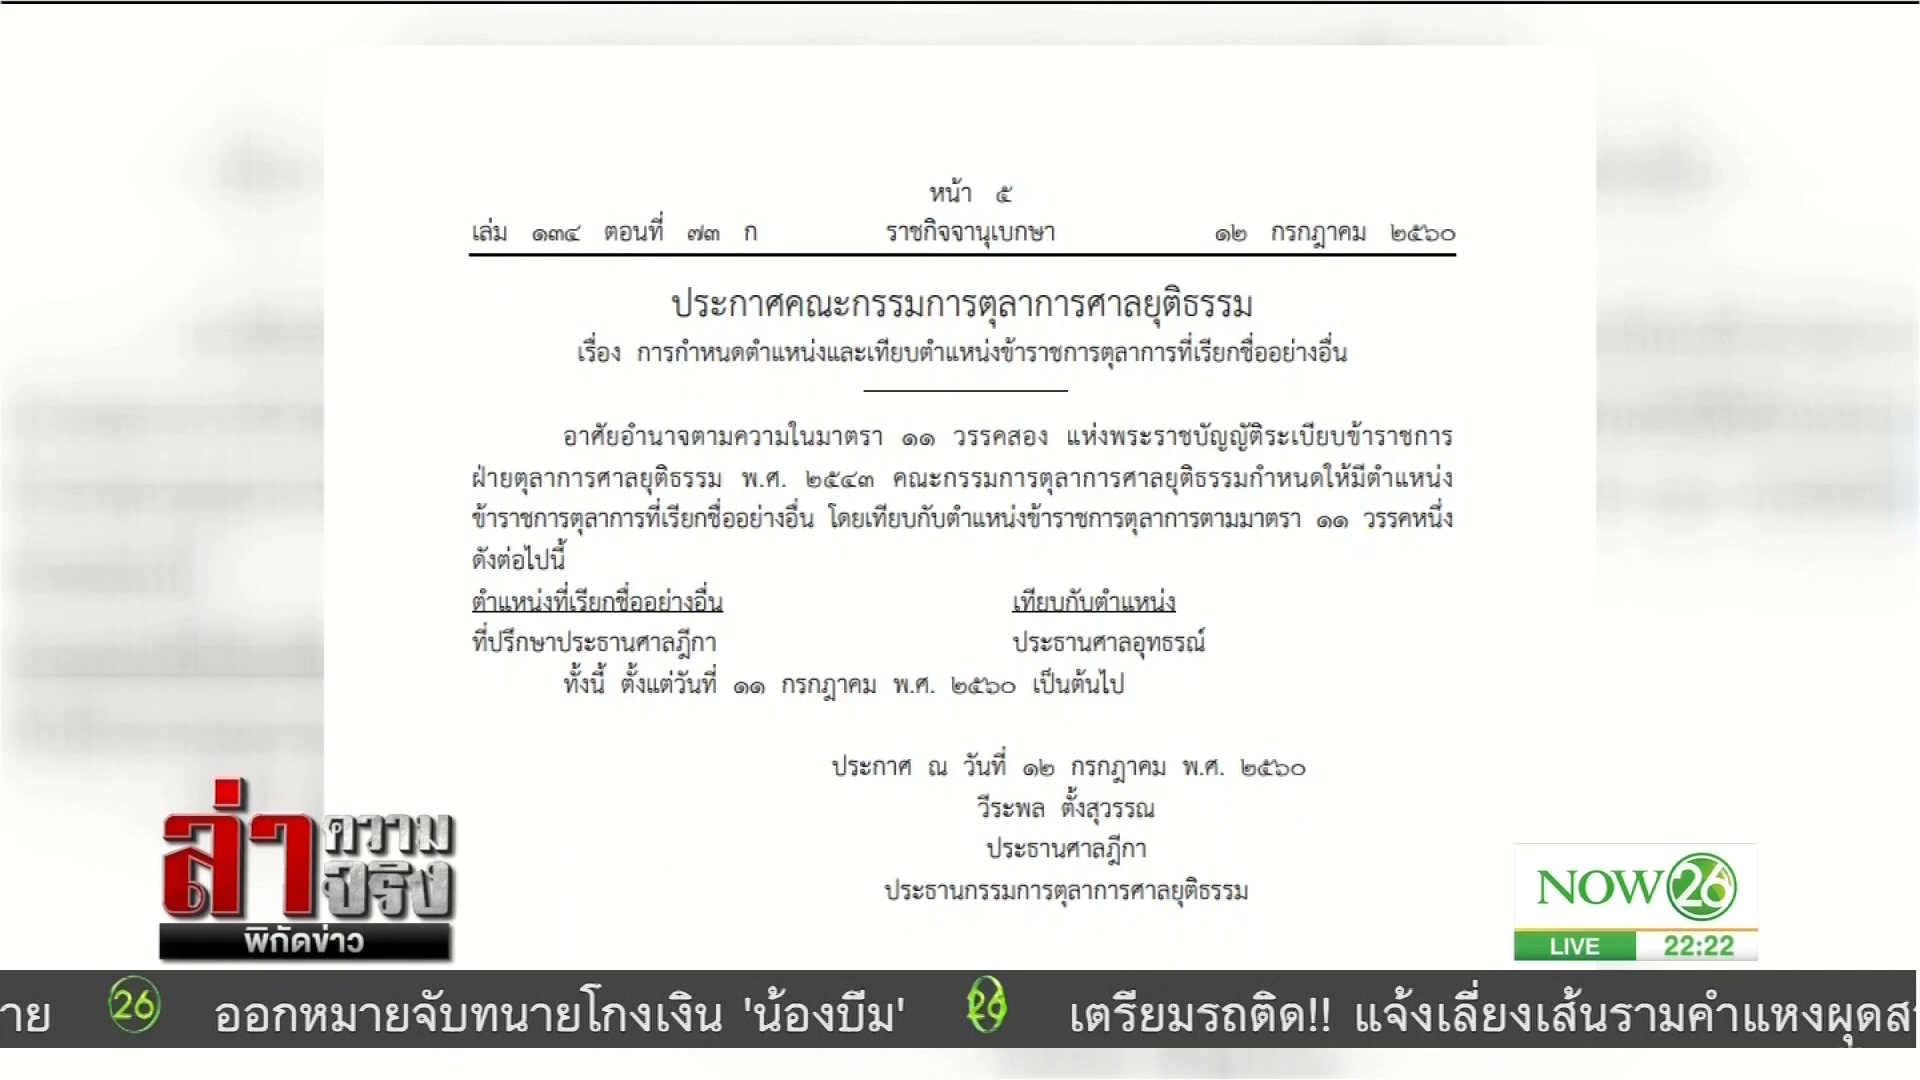 หน้า ๕
เล่ม ๑๓๔ ตอนที่ ๗๓ ก ราชกิจจานุเบกษา ๑๒ กรกฎาคม ๒๕๖๐
ประกาศคณะกรรมการตุลาการศาลยุติธรรม
เรื่อง การกำหนดตำแหน่งและเทียบตำแหน่งข้าราชการตุลาการที่เรียกชื่ออย่างอื่น
อาศัยอำนาจตามความในมาตรา ๑๑ วรรคสอง แห่งพระราชบัญญัติระเบียบข้าราชการ
ฝ่ายตุลาการศาลยุติธรรม พ.ศ. ๒๕๔๓ คณะกรรมการตุลาการศาลยุติธรรมกำหนดให้มีตำแหน่ง
ข้าราชการตุลาการที่เรียกชื่ออย่างอื่น โดยเทียบกับตำแหน่งข้าราชการตุลาการตามมาตรา ๑๑ วรรคหนึ่ง
ดังต่อไปนี้
ตำแหน่งที่เรียกชื่ออย่างอื่น เทียบกับตำแหน่ง
ที่ปรึกษาประธานศาลฎีกา ประธานศาลอุทธรณ์
ทั้งนี้ ตั้งแต่วันที่ ๑๑ กรกฎาคม พ.ศ. ๒๕๖๐ เป็นต้นไป
ประกาศ ณ วันที่ ๑๒ กรกฎาคม พ.ศ. ๒๕๖๐
วีระพล ตั้งสุวรรณ
ประธานศาลฎีกา
ประธานกรรมการตุลาการศาลยุติธรรม
ล่าความจริง
พิกัดข่าว
NOW26
LIVE 22:22
าย 26 ออกหมายจับทนายโกงเงิน 'น้องบีม' 26 เตรียมรถติด!! แจ้งเลี่ยงเส้นรามคำแหงผุดส